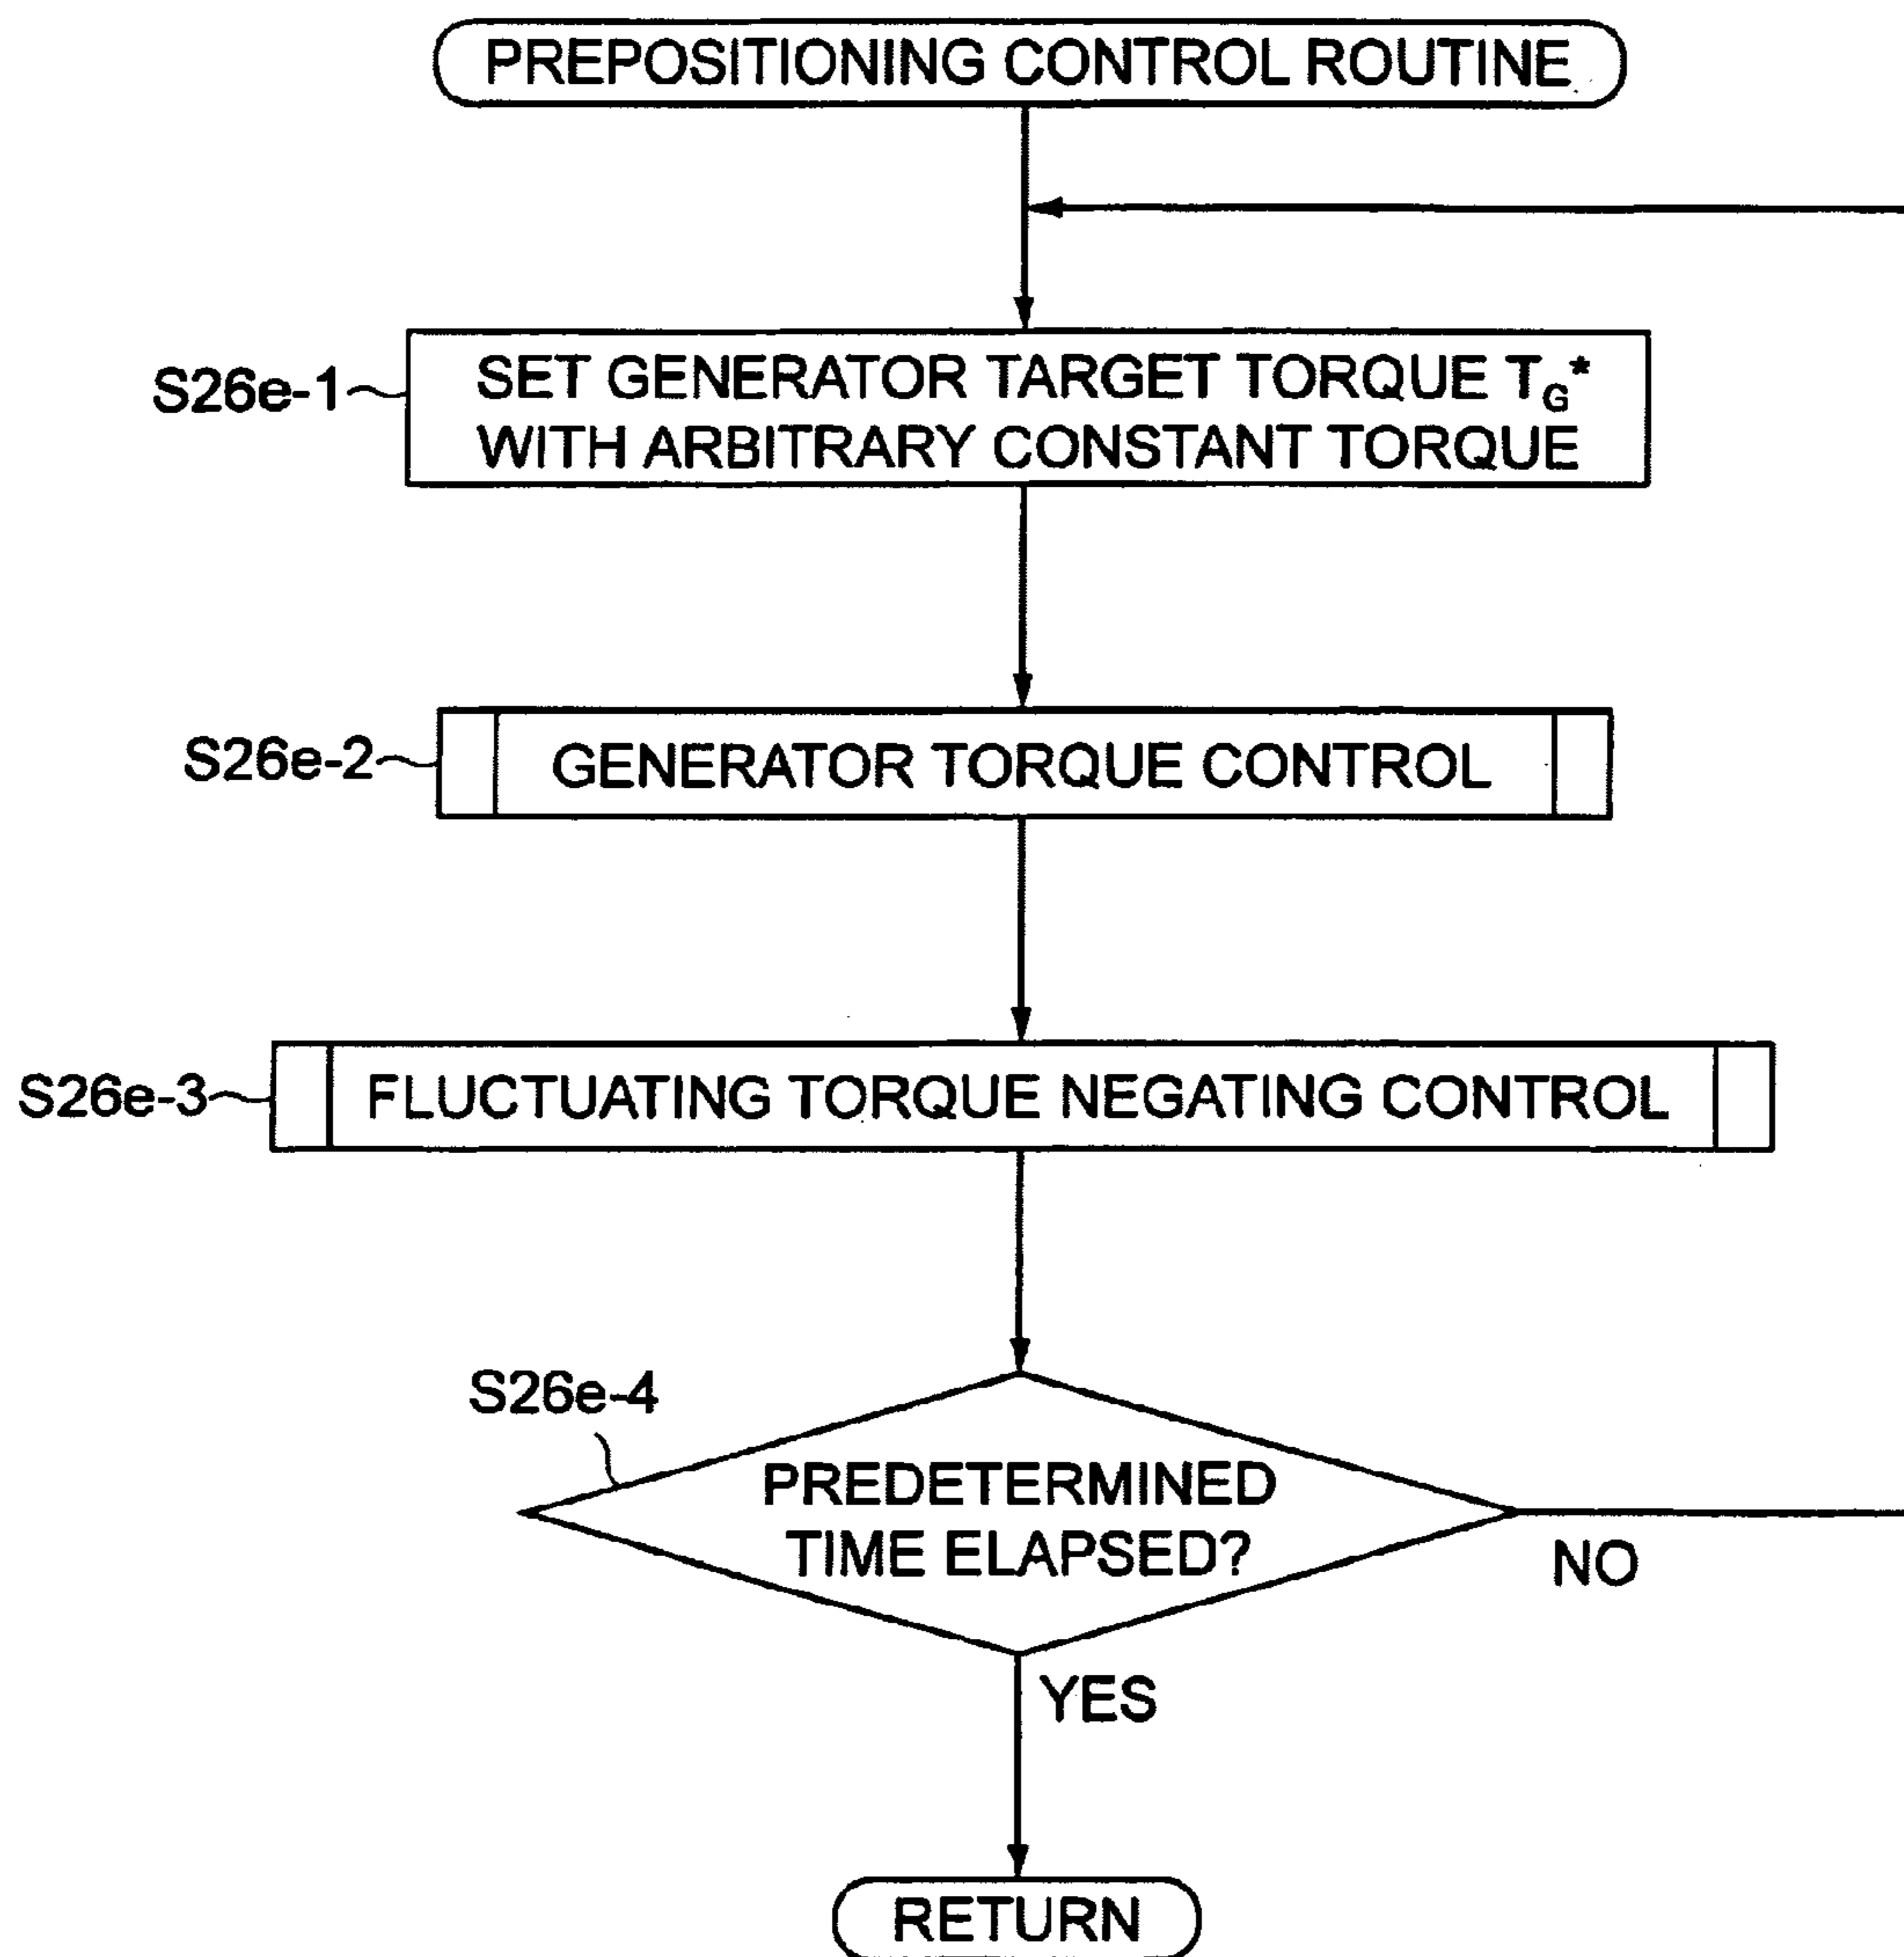 PREPOSITIONING CONTROL ROUTINE
S26e-1
SET GENERATOR TARGET TORQUE TG*
WITH ARBITRARY CONSTANT TORQUE
S26e-2
GENERATOR TORQUE CONTROL
S26e-3
FLUCTUATING TORQUE NEGATING CONTROL
S26e-4
PREDETERMINED
TIME ELAPSED?
NO
YES
RETURN